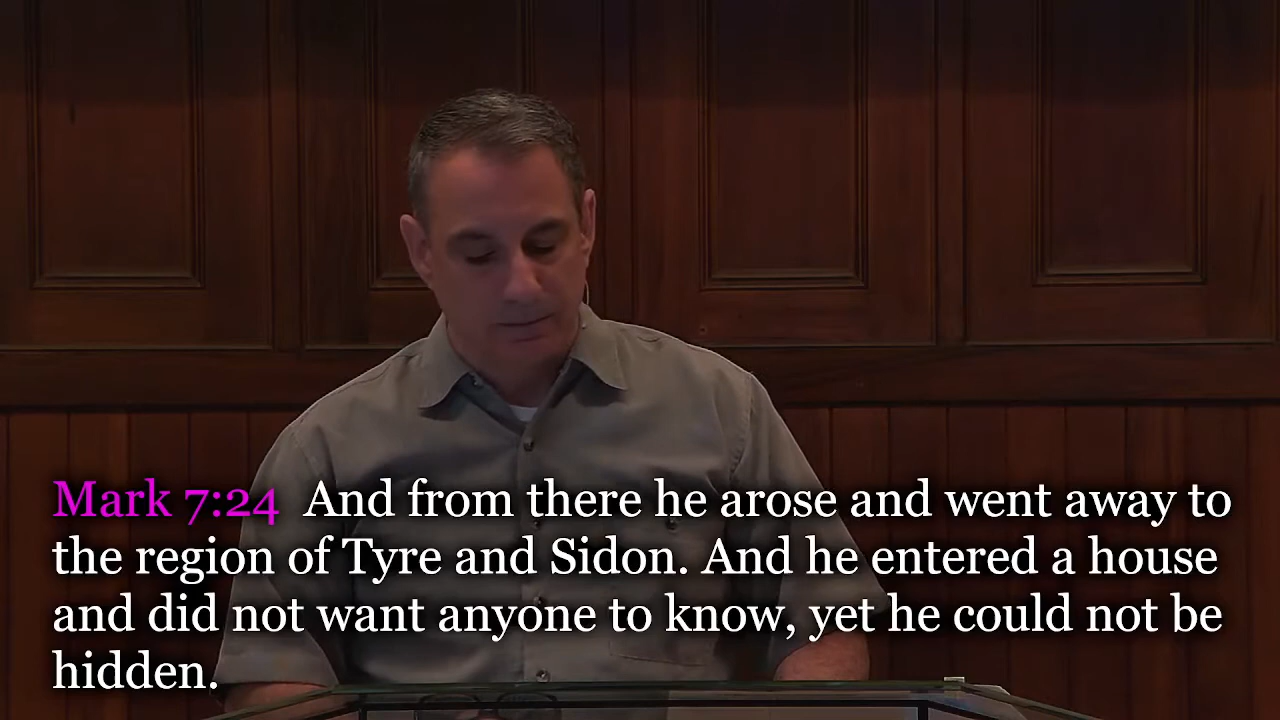 Mark 7:24 And from there he arose and went away to
the region of Tyre and Sidon. And he entered a house
and did not want anyone to know, yet he could not be
hidden.